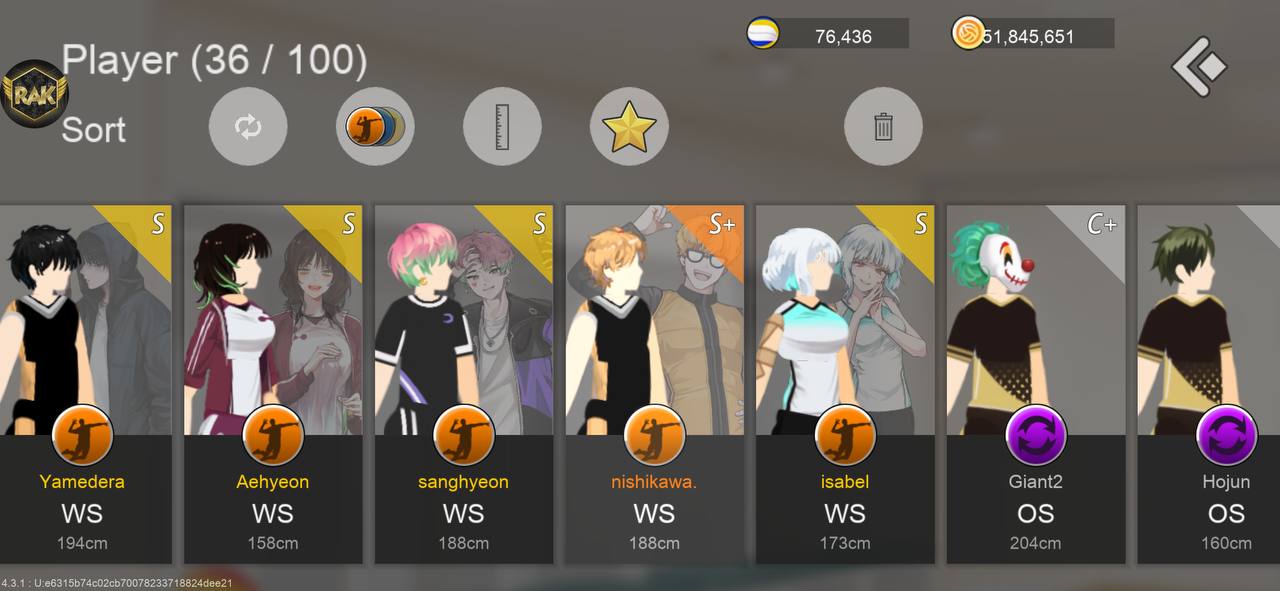 76,436
51,845,651
Player (36 / 100)
RAK
Sort
S
S
S
S+
S
C+
Yamedera
Aehyeon
sanghyeon
nishikawa.
isabel
Giant2
Hojun
WS
WS
WS
WS
WS
OS
OS
194cm
158cm
188cm
188cm
173cm
204cm
160cm
4.3.1 : U:e6315b74c02cb70078233718824dee21